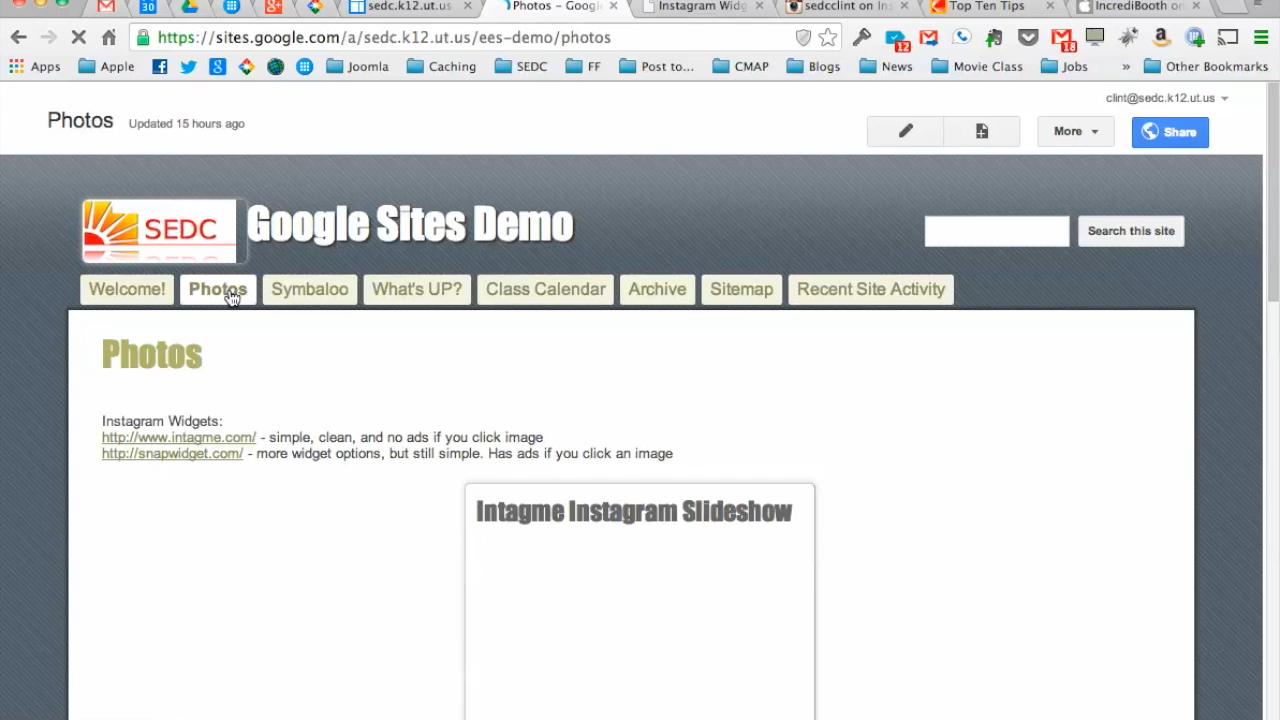 sedc.k12.ut.us × Photos – Googl × Instagram Widg × sedcclint on Ins × Top Ten Tips × IncrediBooth on ×
https://sites.google.com/a/sedc.k12.ut.us/ees-demo/photos
Apps Apple Joomla Caching SEDC FF Post to... CMAP Blogs News Movie Class Jobs » Other Bookmarks
clint@sedc.k12.ut.us
Photos Updated 15 hours ago
More Share
SEDC Google Sites Demo
Search this site
Welcome! Photos Symbaloo What's UP? Class Calendar Archive Sitemap Recent Site Activity
Photos
Instagram Widgets:
http://www.intagme.com/ - simple, clean, and no ads if you click image
http://snapwidget.com/ - more widget options, but still simple. Has ads if you click an image
Intagme Instagram Slideshow